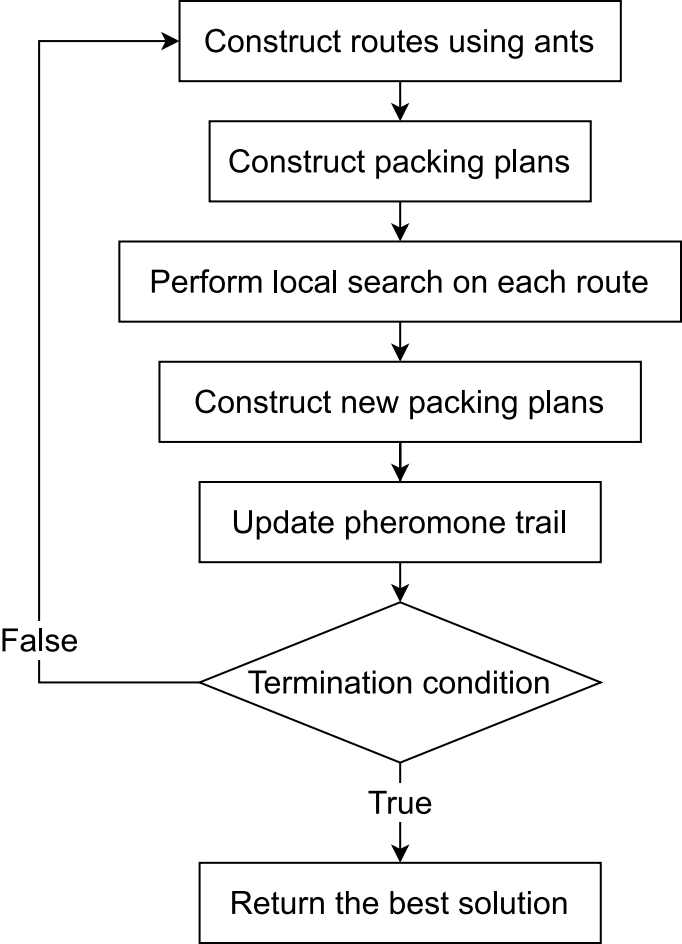 Construct routes using ants
Construct packing plans
Perform local search on each route
Construct new packing plans
Update pheromone trail
False
Termination condition
True
Return the best solution